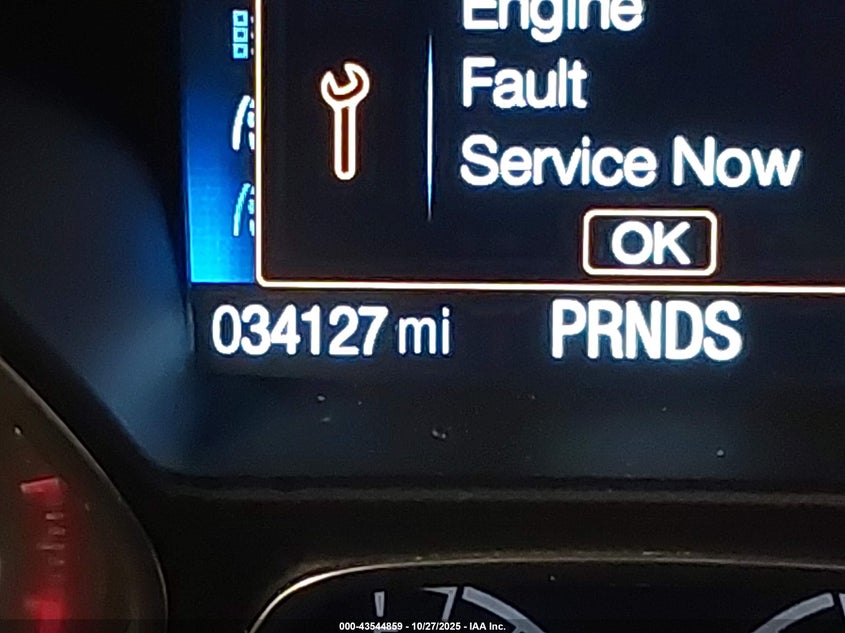 Engine
Fault
Service Now
OK
034127 mi PRNDS
000-43544859 - 10/27/2025 - IAA Inc.